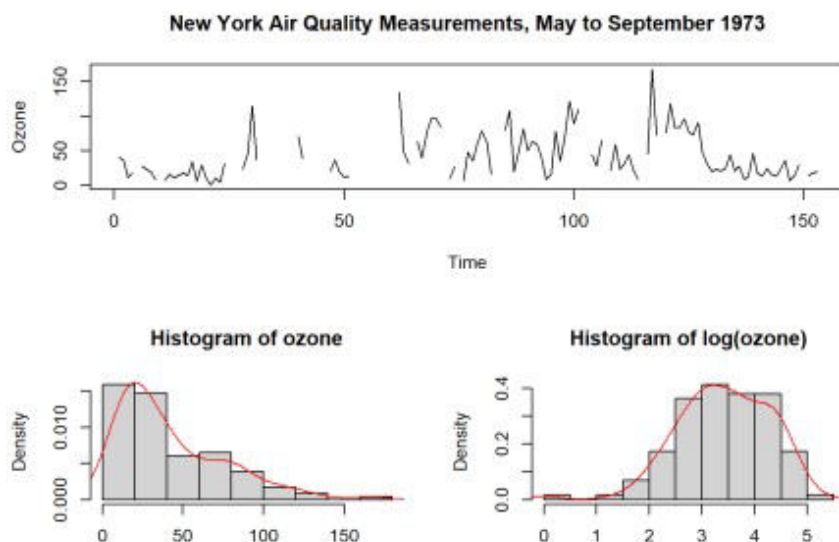 New York Air Quality Measurements, May to September 1973
Ozone
150
50
0
0 50 100 150
Time
Histogram of ozone
Density
0.010
0.000
0 50 100 150
Histogram of log(ozone)
Density
0.4
0.2
0.0
0 1 2 3 4 5